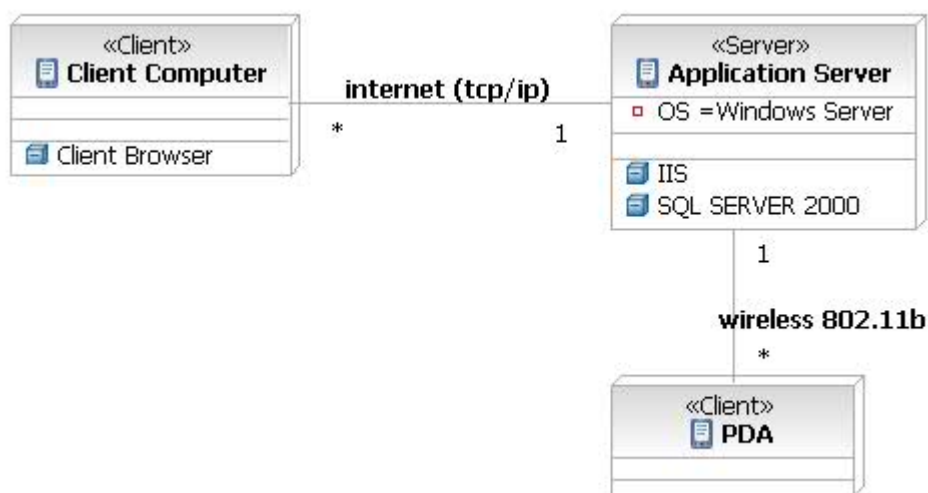 «Client»
Client Computer
Client Browser
internet (tcp/ip)
*
1
«Server»
Application Server
OS =Windows Server
IIS
SQL SERVER 2000
1
wireless 802.11b
*
«Client»
PDA